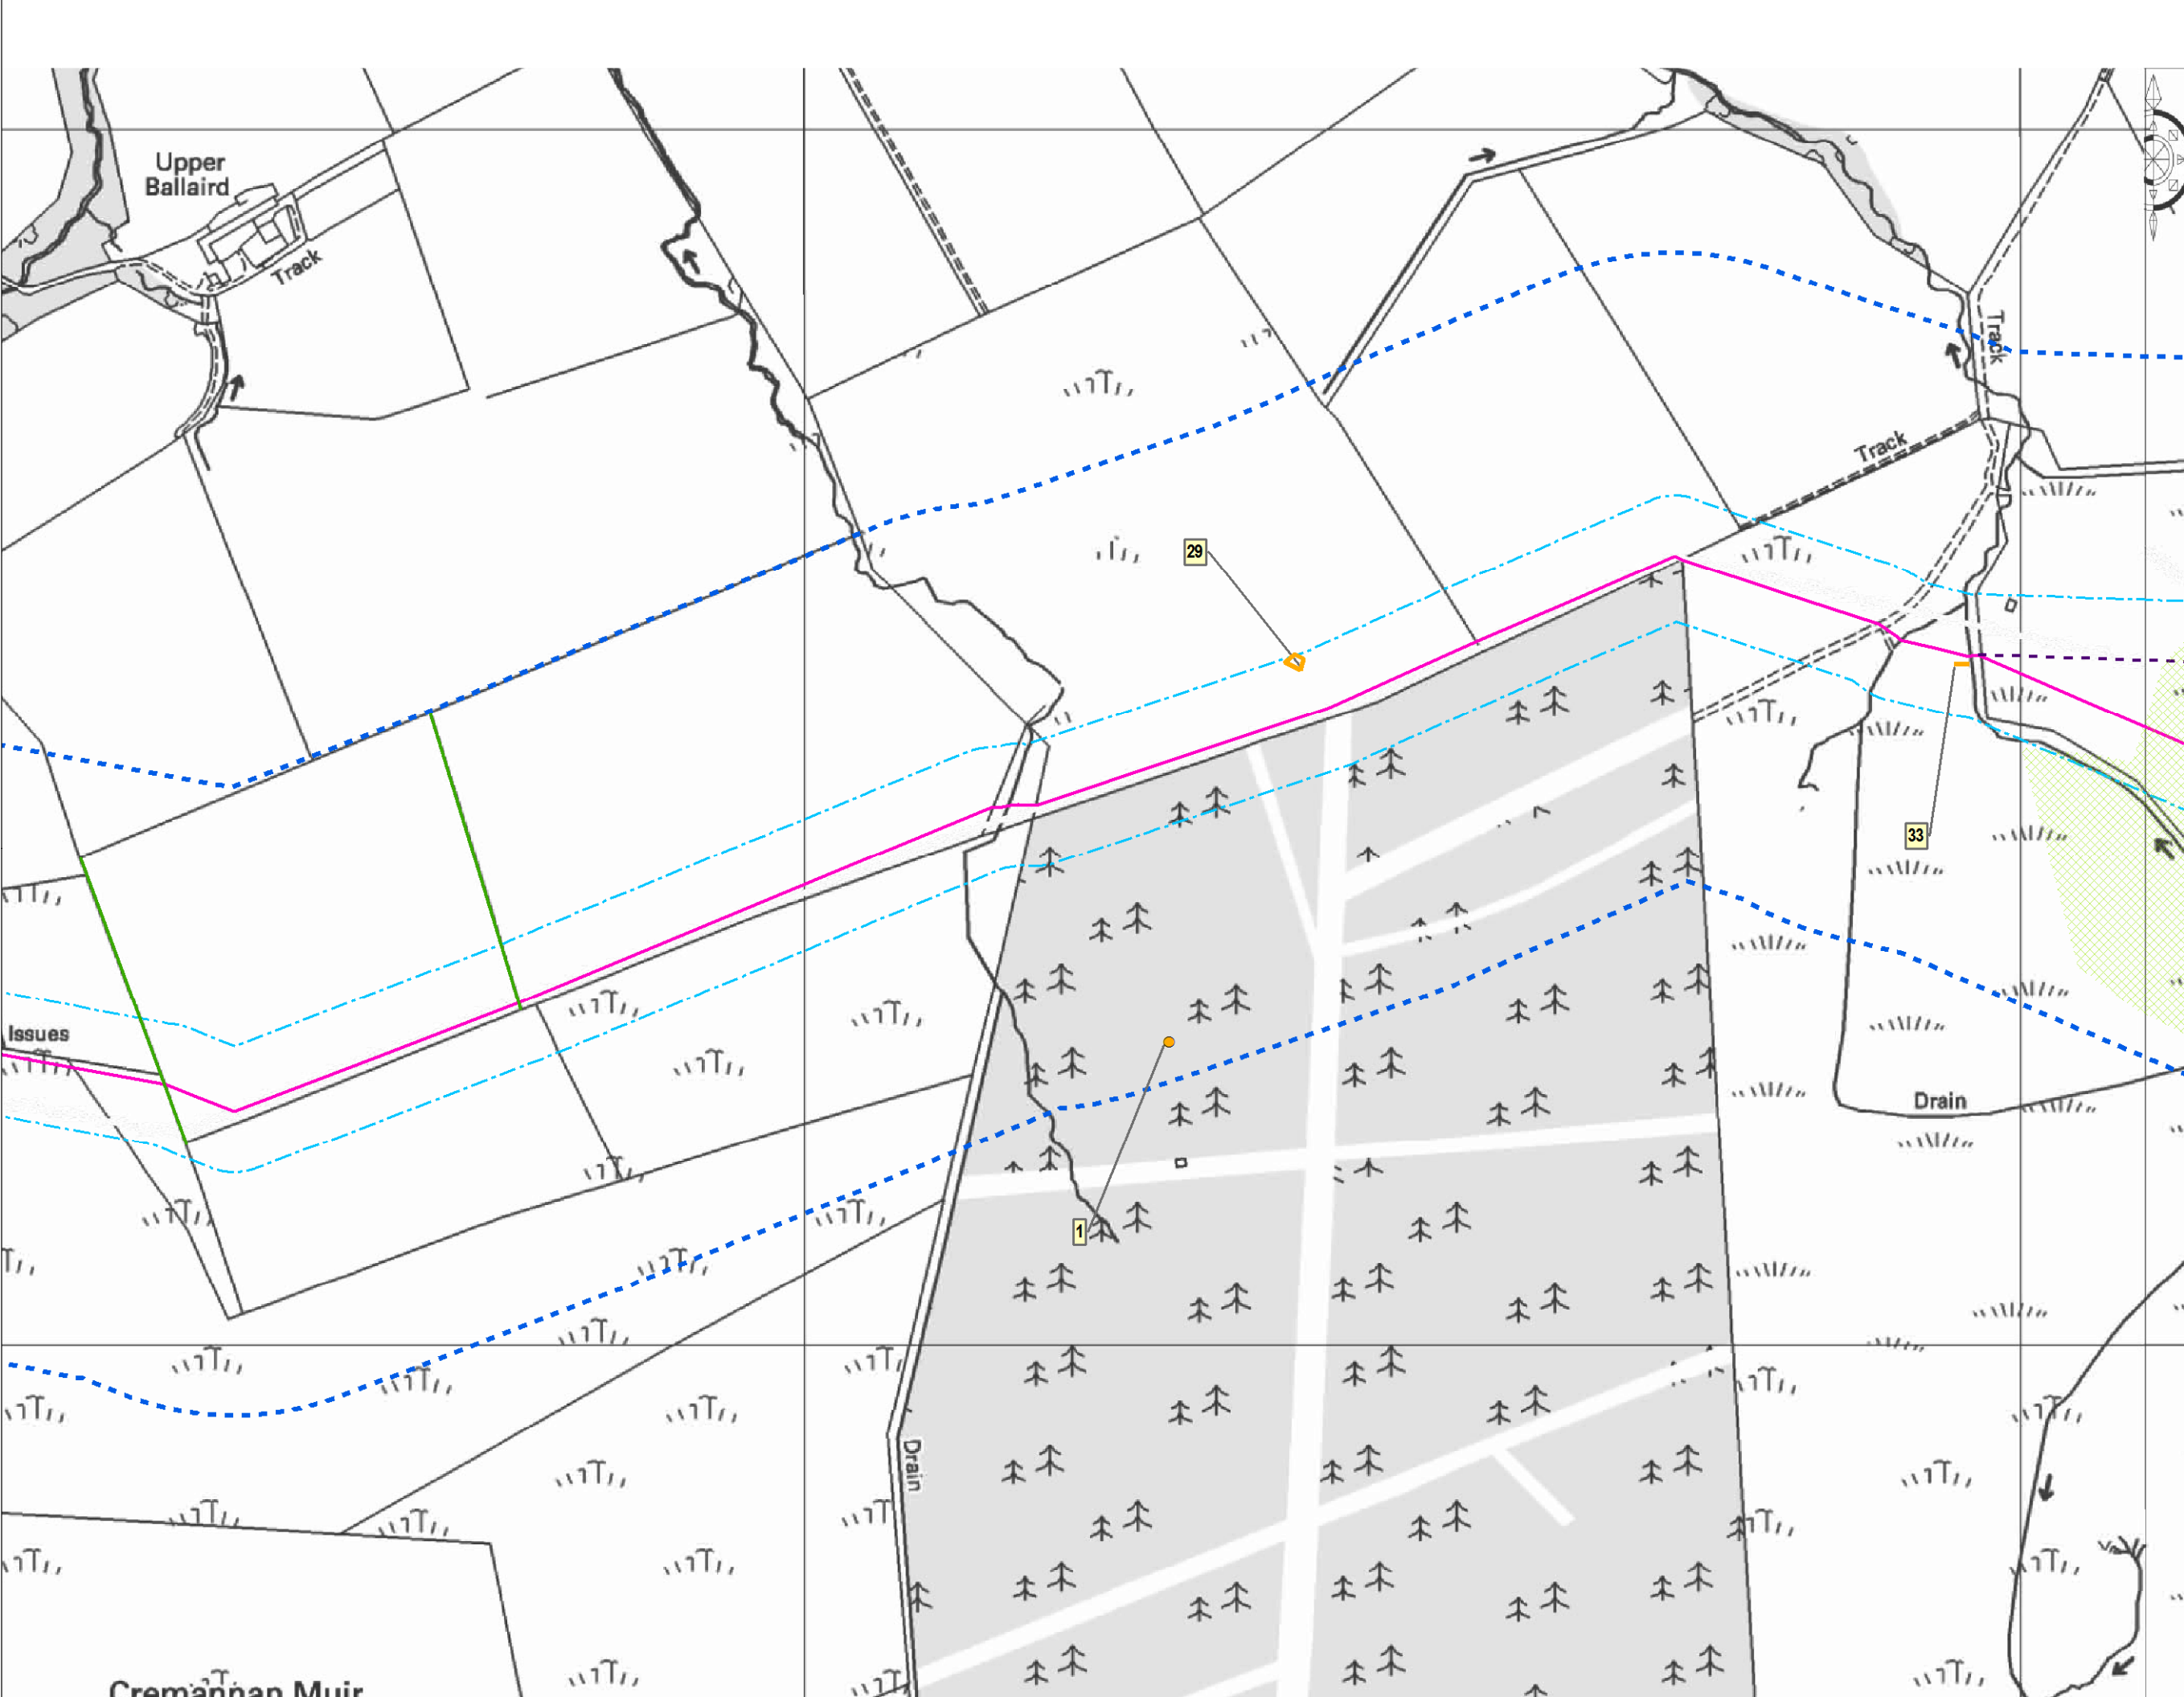 Upper
Ballaird
Track
Track
Track
29
33
Issues
Drain
1
Drain
Cremannan Muir